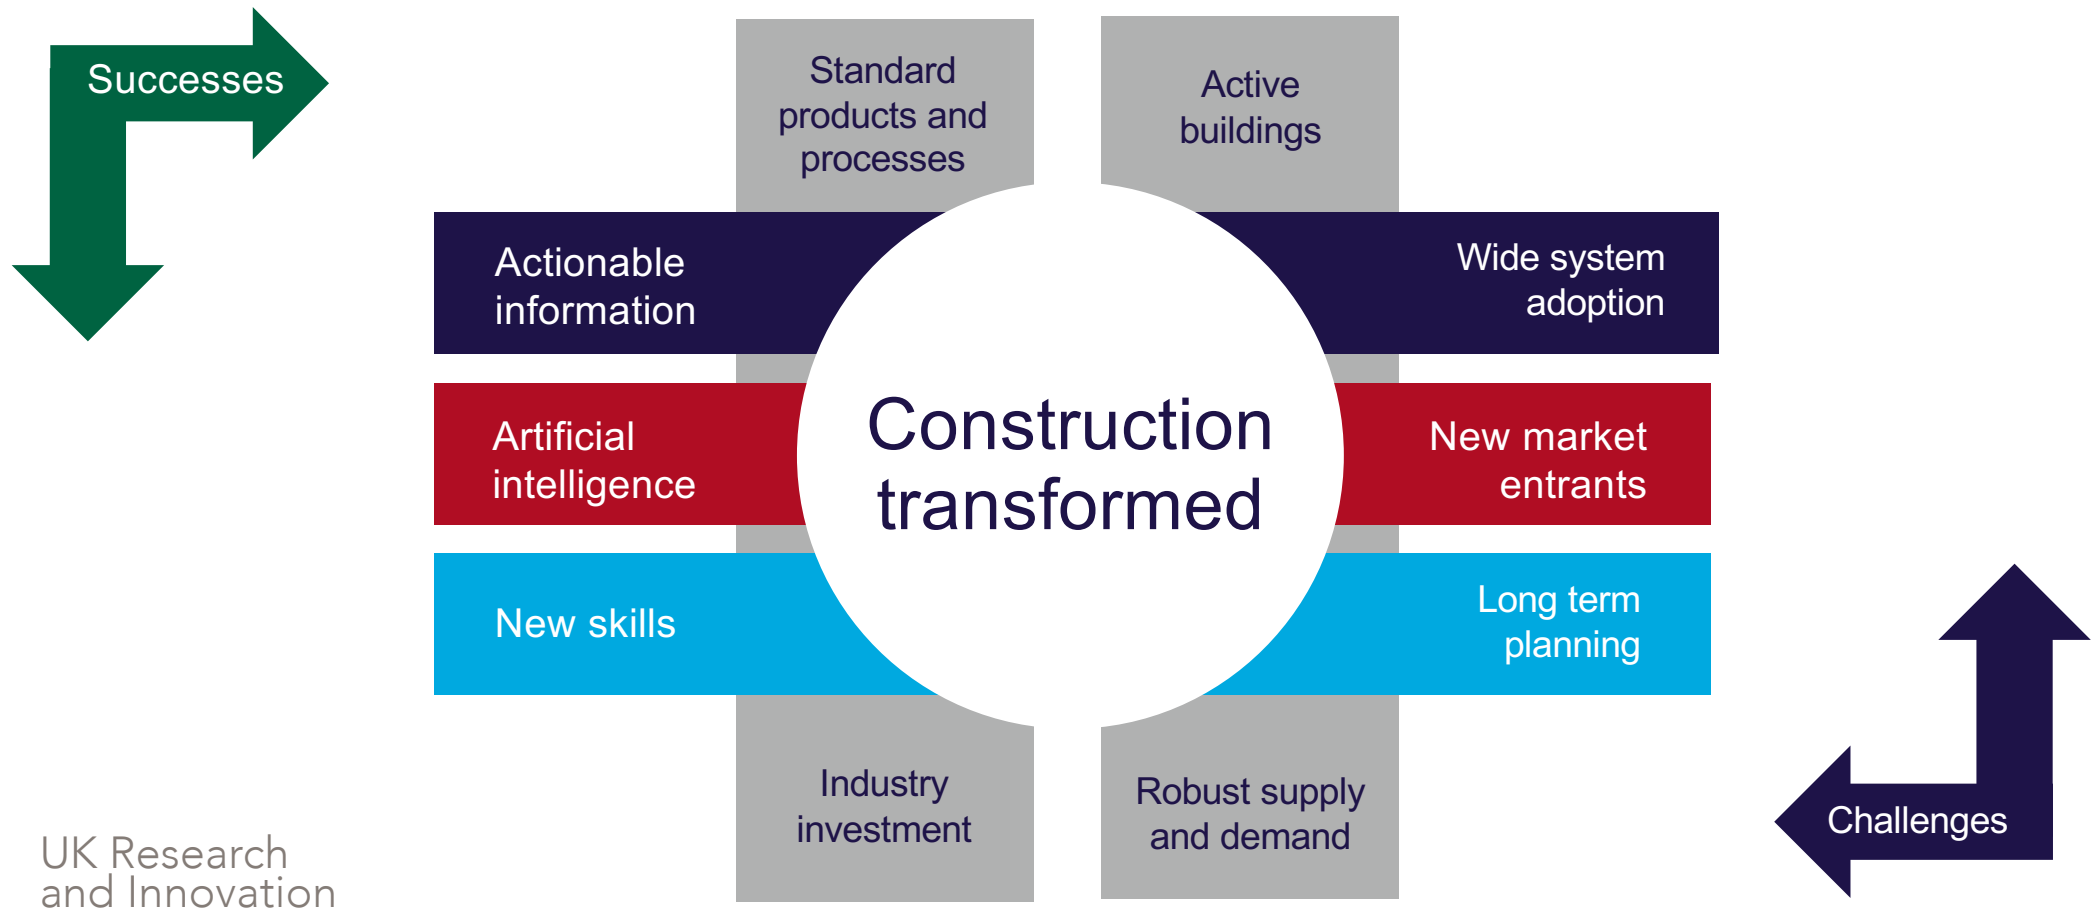 Successes
Standard
products and
processes
Active
buildings
Actionable
information
Wide system
adoption
Artificial
intelligence
Construction
transformed
New market
entrants
New skills
Long term
planning
Industry
investment
Robust supply
and demand
Challenges
UK Research
and Innovation